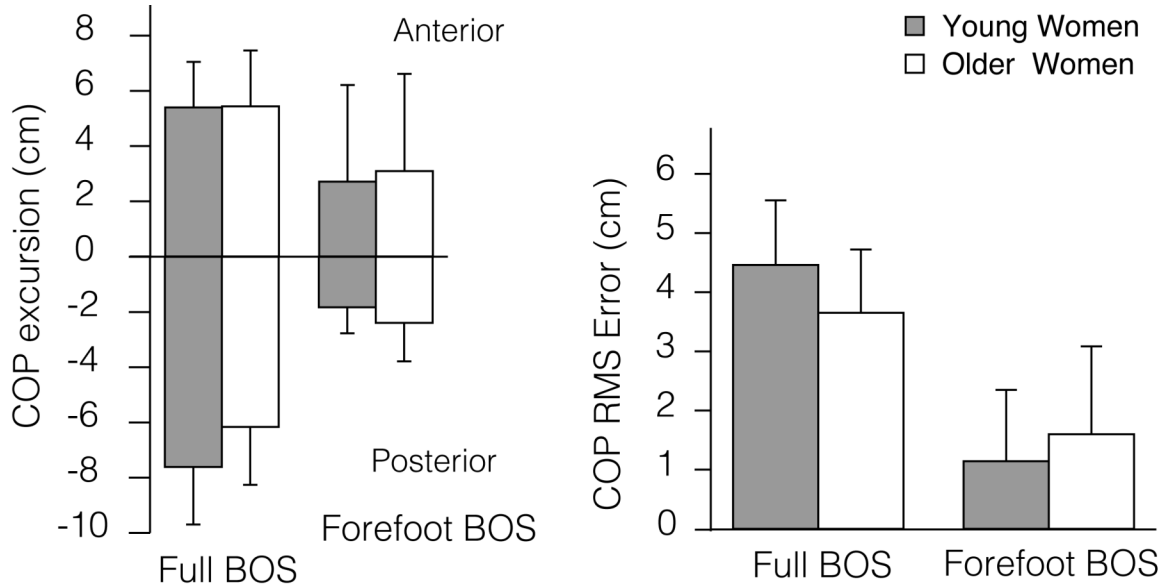 COP excursion (cm)
8
6
4
2
0
-2
-4
-6
-8
-10
Anterior
Posterior
Full BOS
Forefoot BOS
Young Women
Older Women
COP RMS Error (cm)
6
5
4
3
2
1
0
Full BOS
Forefoot BOS